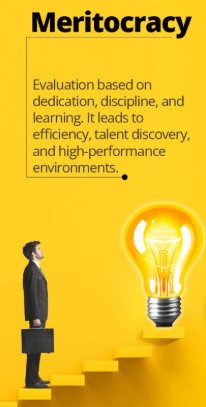 Meritocracy
Evaluation based on
dedication, discipline, and
learning. It leads to
efficiency, talent discovery,
and high-performance
environments.